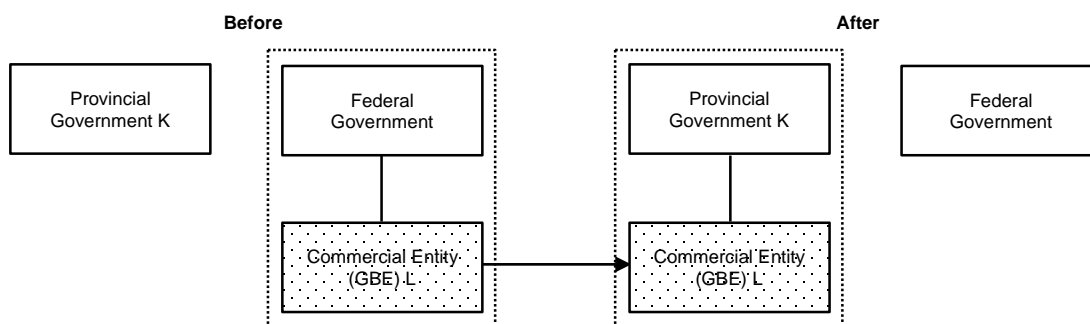 Before
After
Provincial
Government K
Federal
Government
Provincial
Government K
Federal
Government
Commercial Entity
(GBE) L
Commercial Entity
(GBE) L